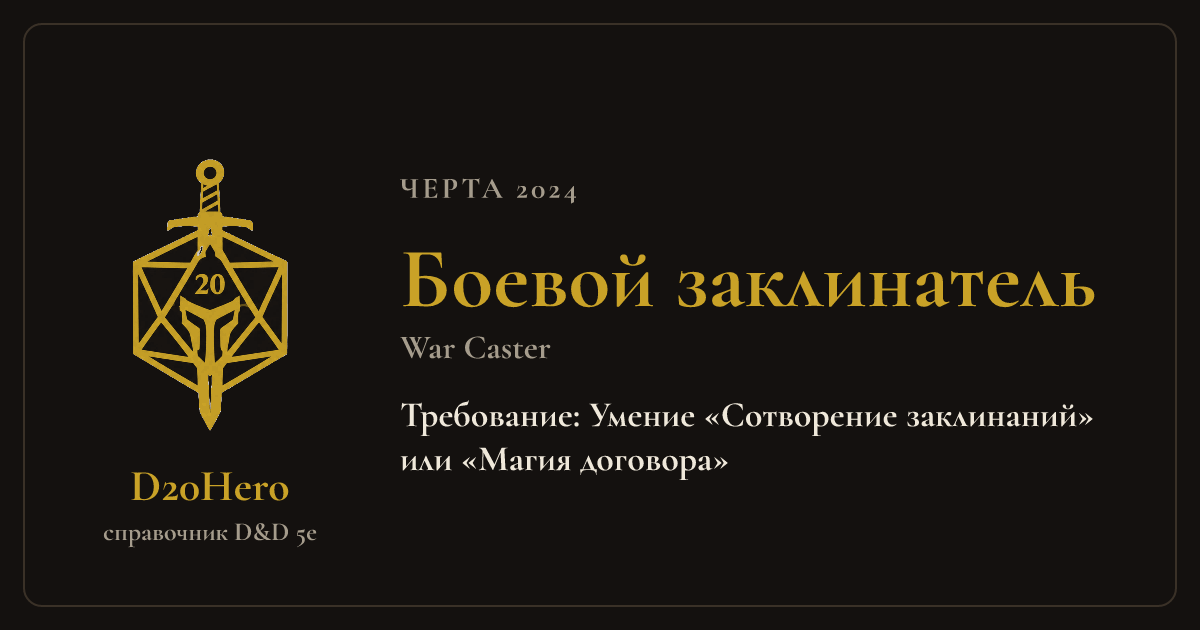 20
D20Hero
справочник D&D 5e
ЧЕРТА 2024
Боевой заклинатель
War Caster
Требование: Умение «Сотворение заклинаний»
или «Магия договора»